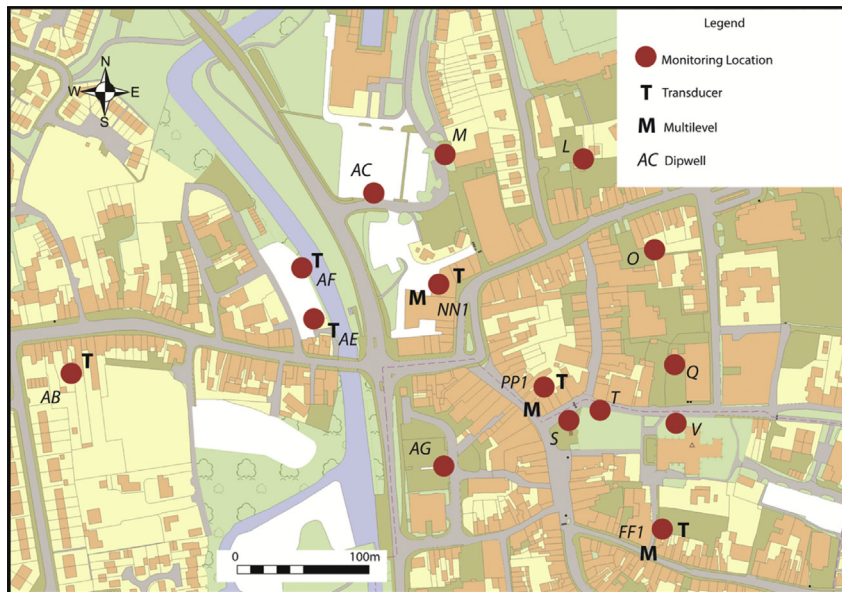 Legend
Monitoring Location
T Transducer
M Multilevel
AC Dipwell
N
W E
S
M
L
AC
O
T
AF
T
M
NN1
T
AE
T
AB
Q
PP1 T
M
T
S
V
AG
FF1 T
M
0 100m